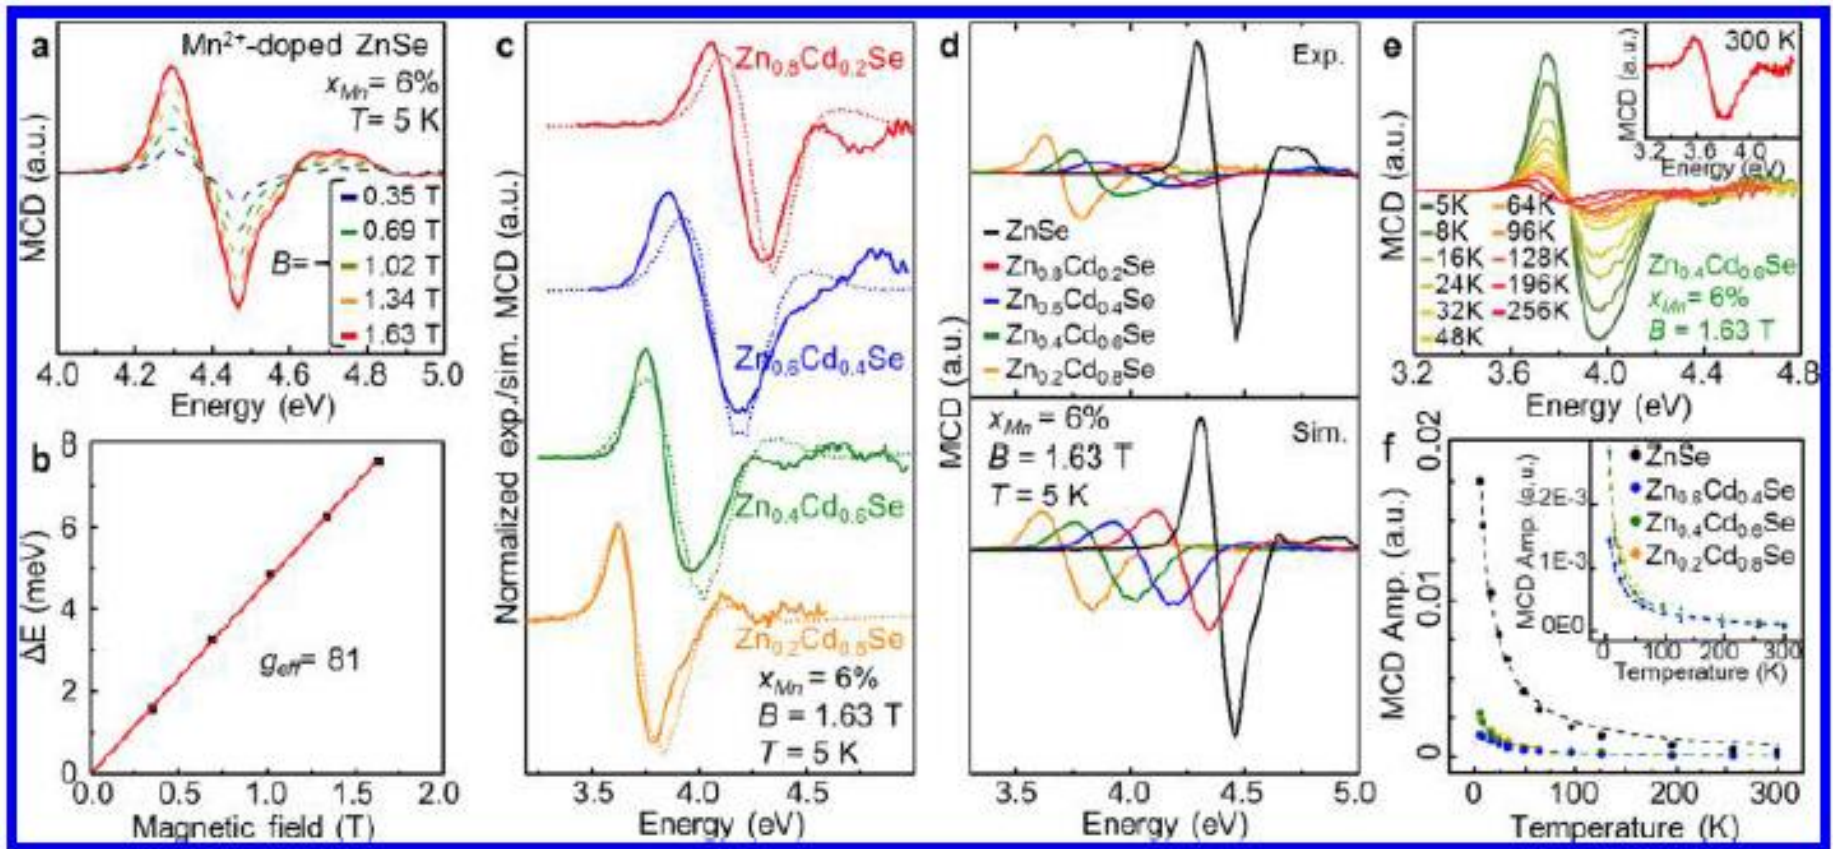 a
Mn²⁺-doped ZnSe
x_Mn = 6%
T = 5 K
B=
0.35 T
0.69 T
1.02 T
1.34 T
1.63 T
MCD (a.u.)
4.0 4.2 4.4 4.6 4.8 5.0
Energy (eV)
b
8
6
4
2
0
ΔE (meV)
g_eff = 81
0.0 0.5 1.0 1.5 2.0
Magnetic field (T)
c
Zn₀.₈Cd₀.₂Se
Zn₀.₆Cd₀.₄Se
Zn₀.₄Cd₀.₆Se
Zn₀.₂Cd₀.₈Se
x_Mn = 6%
B = 1.63 T
T = 5 K
Normalized exp./sim. MCD (a.u.)
3.5 4.0 4.5
Energy (eV)
d
Exp.
ZnSe
Zn₀.₈Cd₀.₂Se
Zn₀.₆Cd₀.₄Se
Zn₀.₄Cd₀.₆Se
Zn₀.₂Cd₀.₈Se
MCD (a.u.)
x_Mn = 6%
B = 1.63 T
T = 5 K
Sim.
3.5 4.0 4.5 5.0
Energy (eV)
e
300 K
MCD (a.u.)
3.2 3.6 4.0
Energy (eV)
MCD (a.u.)
5K
8K
16K
24K
32K
48K
64K
96K
128K
196K
256K
Zn₀.₄Cd₀.₆Se
x_Mn = 6%
B = 1.63 T
3.2 3.6 4.0 4.4 4.8
Energy (eV)
f
0.02
0.01
0
MCD Amp. (a.u.)
ZnSe
Zn₀.₆Cd₀.₄Se
Zn₀.₄Cd₀.₆Se
Zn₀.₂Cd₀.₈Se
MCD Amp. (a.u.)
2E-3
1E-3
0E0
0 100 200 300
Temperature (K)
0 100 200 300
Temperature (K)